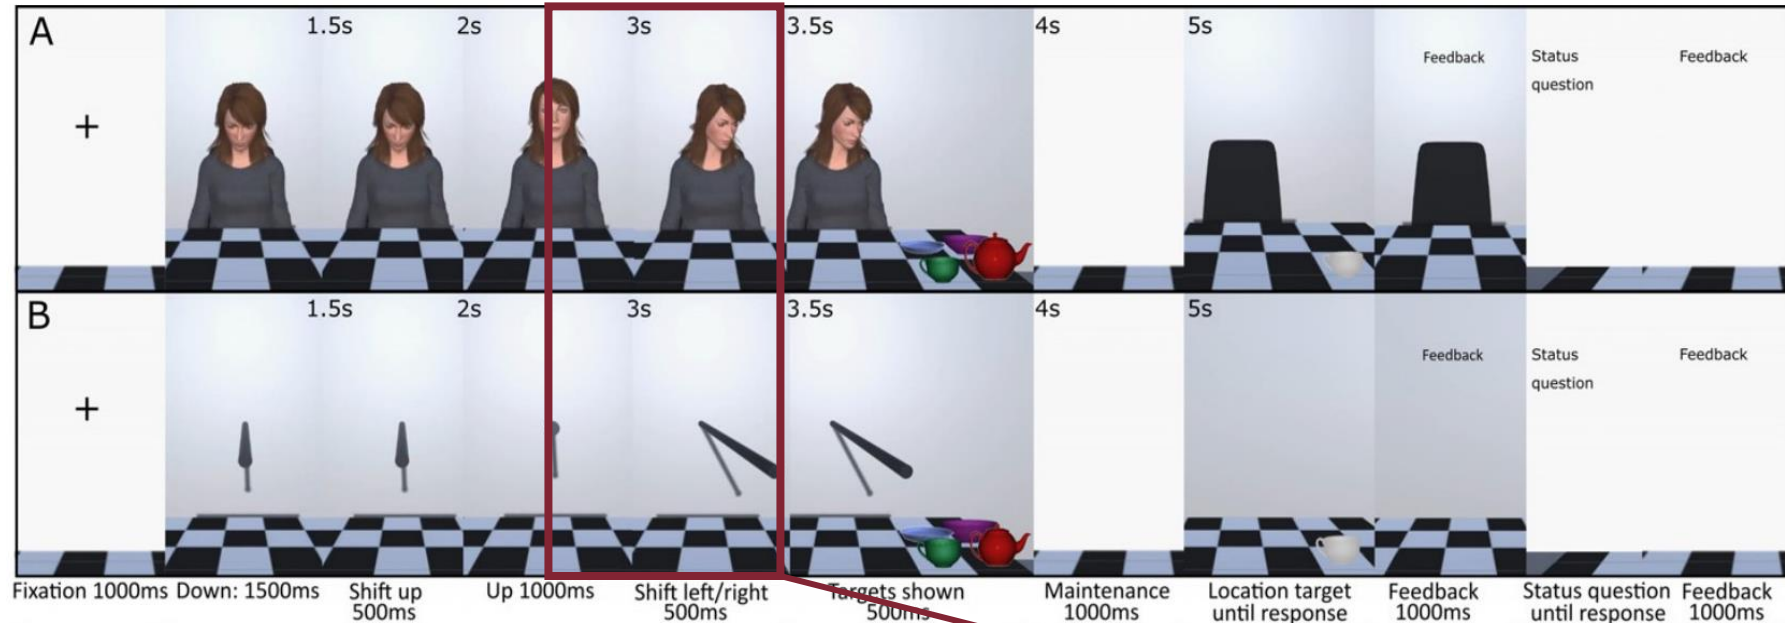 A
1.5s
2s
3s
3.5s
4s
5s
Feedback
Status
question
Feedback
B
1.5s
2s
3s
3.5s
4s
5s
Feedback
Status
question
Feedback
Fixation 1000ms
Down: 1500ms
Shift up
500ms
Up 1000ms
Shift left/right
500ms
Targets shown
500ms
Maintenance
1000ms
Location target
until response
Feedback
1000ms
Status question
until response
Feedback
1000ms